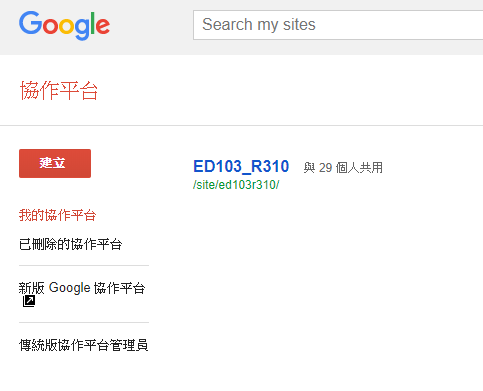 Google
Search my sites
協作平台
建立
ED103_R310 與 29 個人共用
/site/ed103r310/
我的協作平台
已刪除的協作平台
新版 Google 協作平台
傳統版協作平台管理員